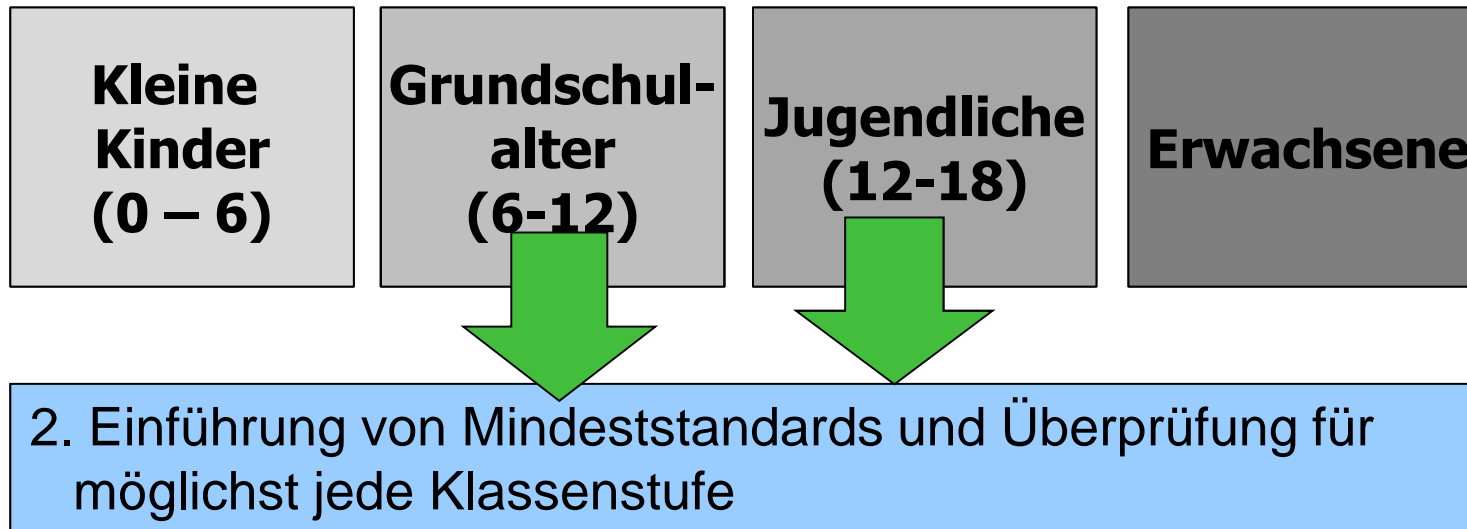 Kleine
Kinder
(0 – 6)
Grundschul-
alter
(6-12)
Jugendliche
(12-18)
Erwachsene
2. Einführung von Mindeststandards und Überprüfung für
möglichst jede Klassenstufe